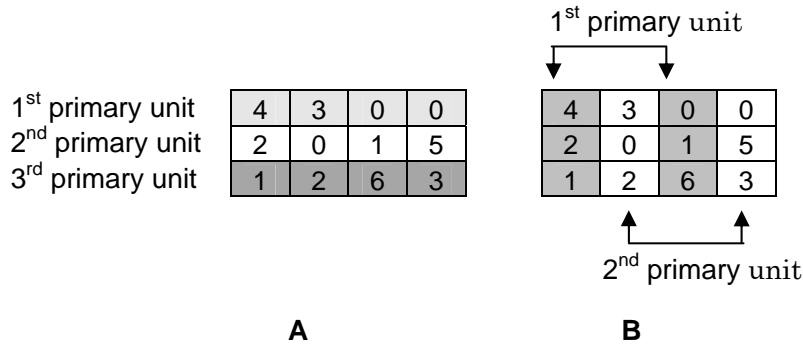 1st primary unit
1st primary unit 4 3 0 0 4 3 0 0
2nd primary unit 2 0 1 5 2 0 1 5
3rd primary unit 1 2 6 3 1 2 6 3
2nd primary unit
A B